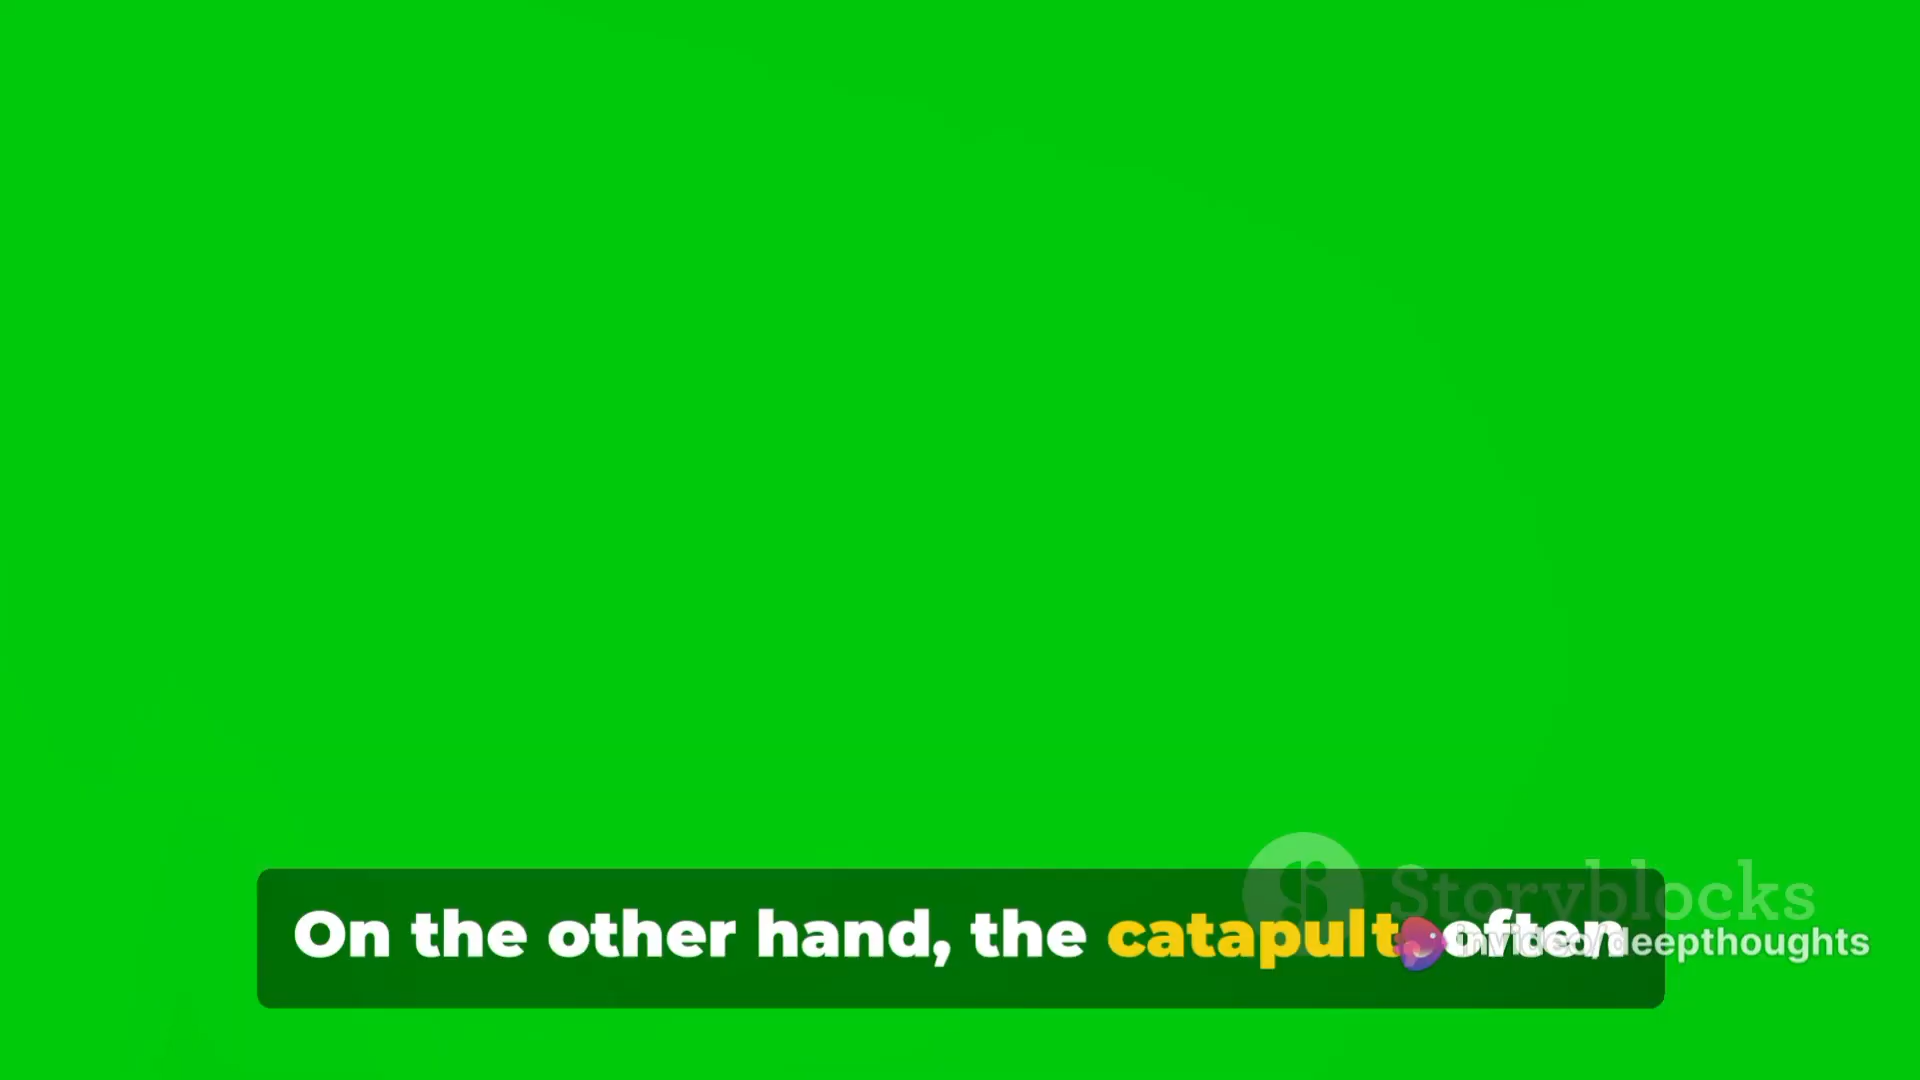 Storyblocks
On the other hand, the catapult, often
invideo/deepthoughts